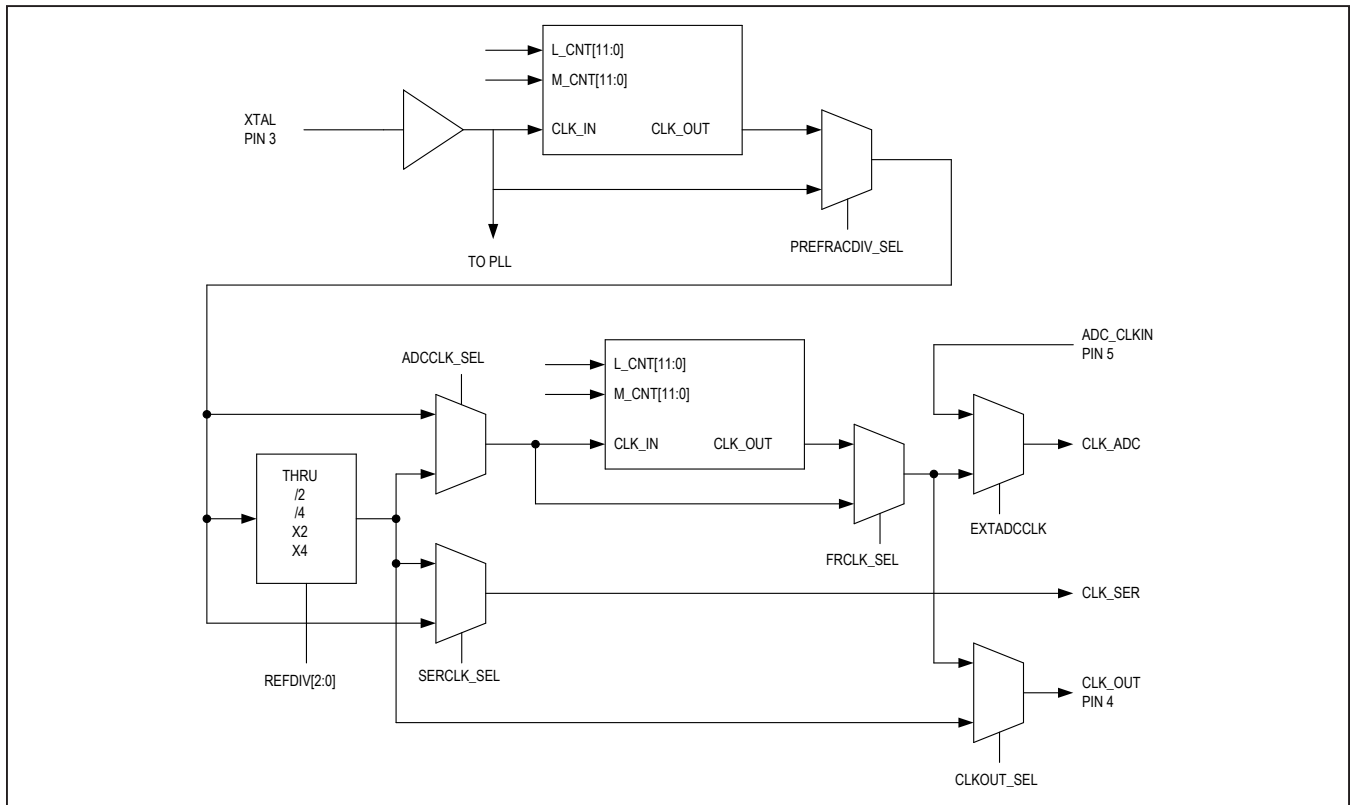 L_CNT[11:0]
M_CNT[11:0]
XTAL
PIN 3
CLK_IN
CLK_OUT
PREFRACDIV_SEL
TO PLL
ADC_CLKIN
PIN 5
ADCCLK_SEL
L_CNT[11:0]
M_CNT[11:0]
CLK_IN
CLK_OUT
CLK_ADC
THRU
/2
/4
X2
X4
EXTADCCLK
FRCLK_SEL
CLK_SER
SERCLK_SEL
REFDIV[2:0]
CLK_OUT
PIN 4
CLKOUT_SEL